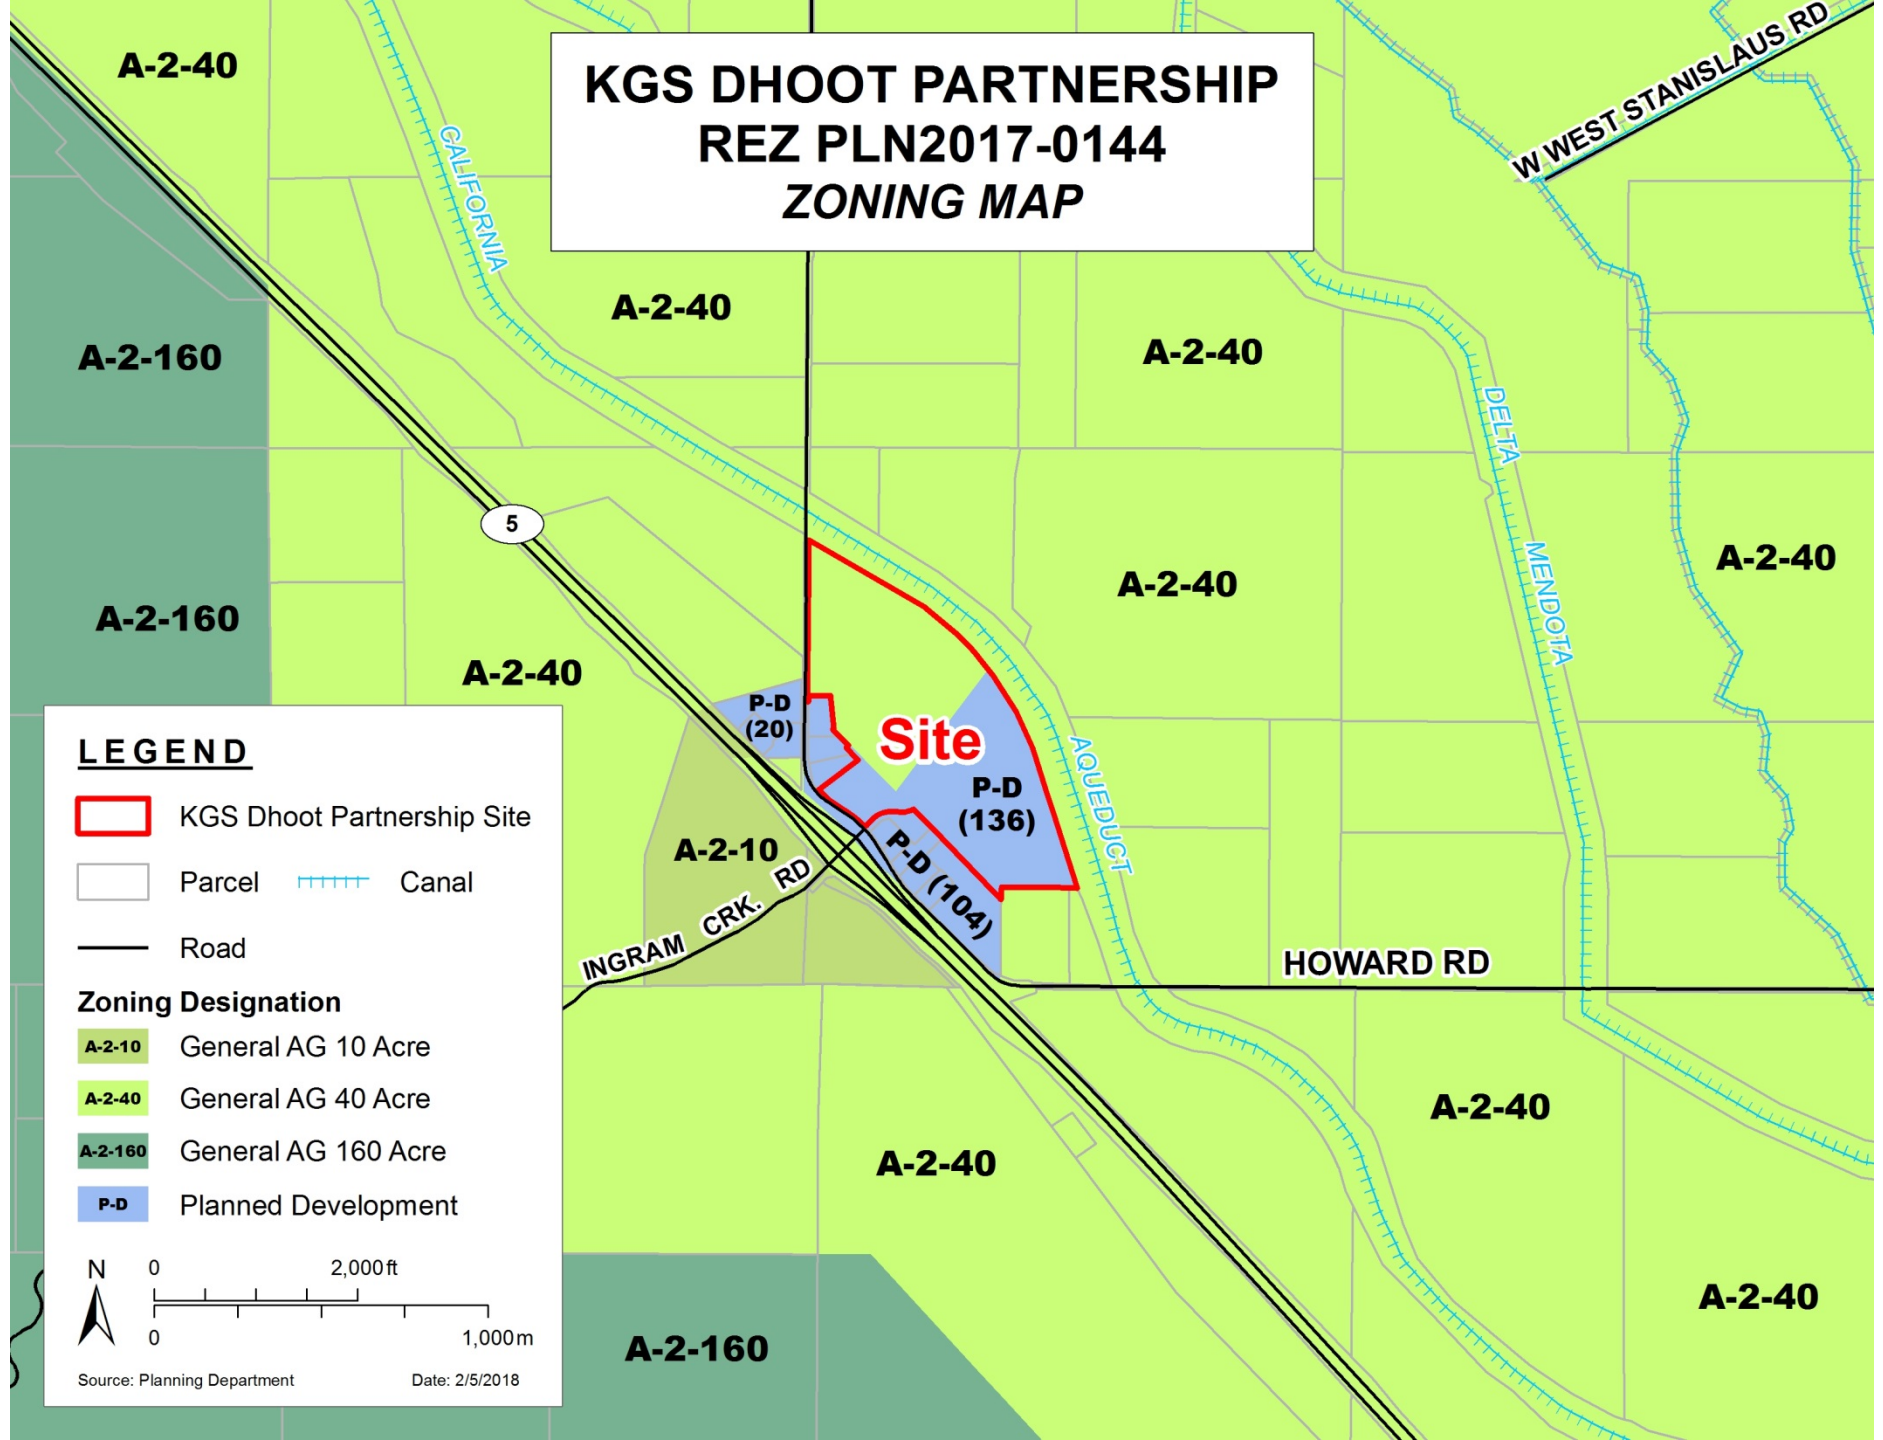 KGS DHOOT PARTNERSHIP
REZ PLN2017-0144
ZONING MAP
A-2-40
W WEST STANISLAUS RD
CALIFORNIA
A-2-40
A-2-160
A-2-40
DELTA
5
MENDOTA
A-2-40
A-2-40
A-2-160
A-2-40
P-D
(20)
Site
AQUEDUCT
P-D
(136)
A-2-10
P-D (104)
INGRAM CRK. RD
HOWARD RD
A-2-40
A-2-40
A-2-40
A-2-160
LEGEND
KGS Dhoot Partnership Site
Parcel
Canal
Road
Zoning Designation
A-2-10 General AG 10 Acre
A-2-40 General AG 40 Acre
A-2-160 General AG 160 Acre
P-D Planned Development
N
0 2,000 ft
0 1,000 m
Source: Planning Department
Date: 2/5/2018